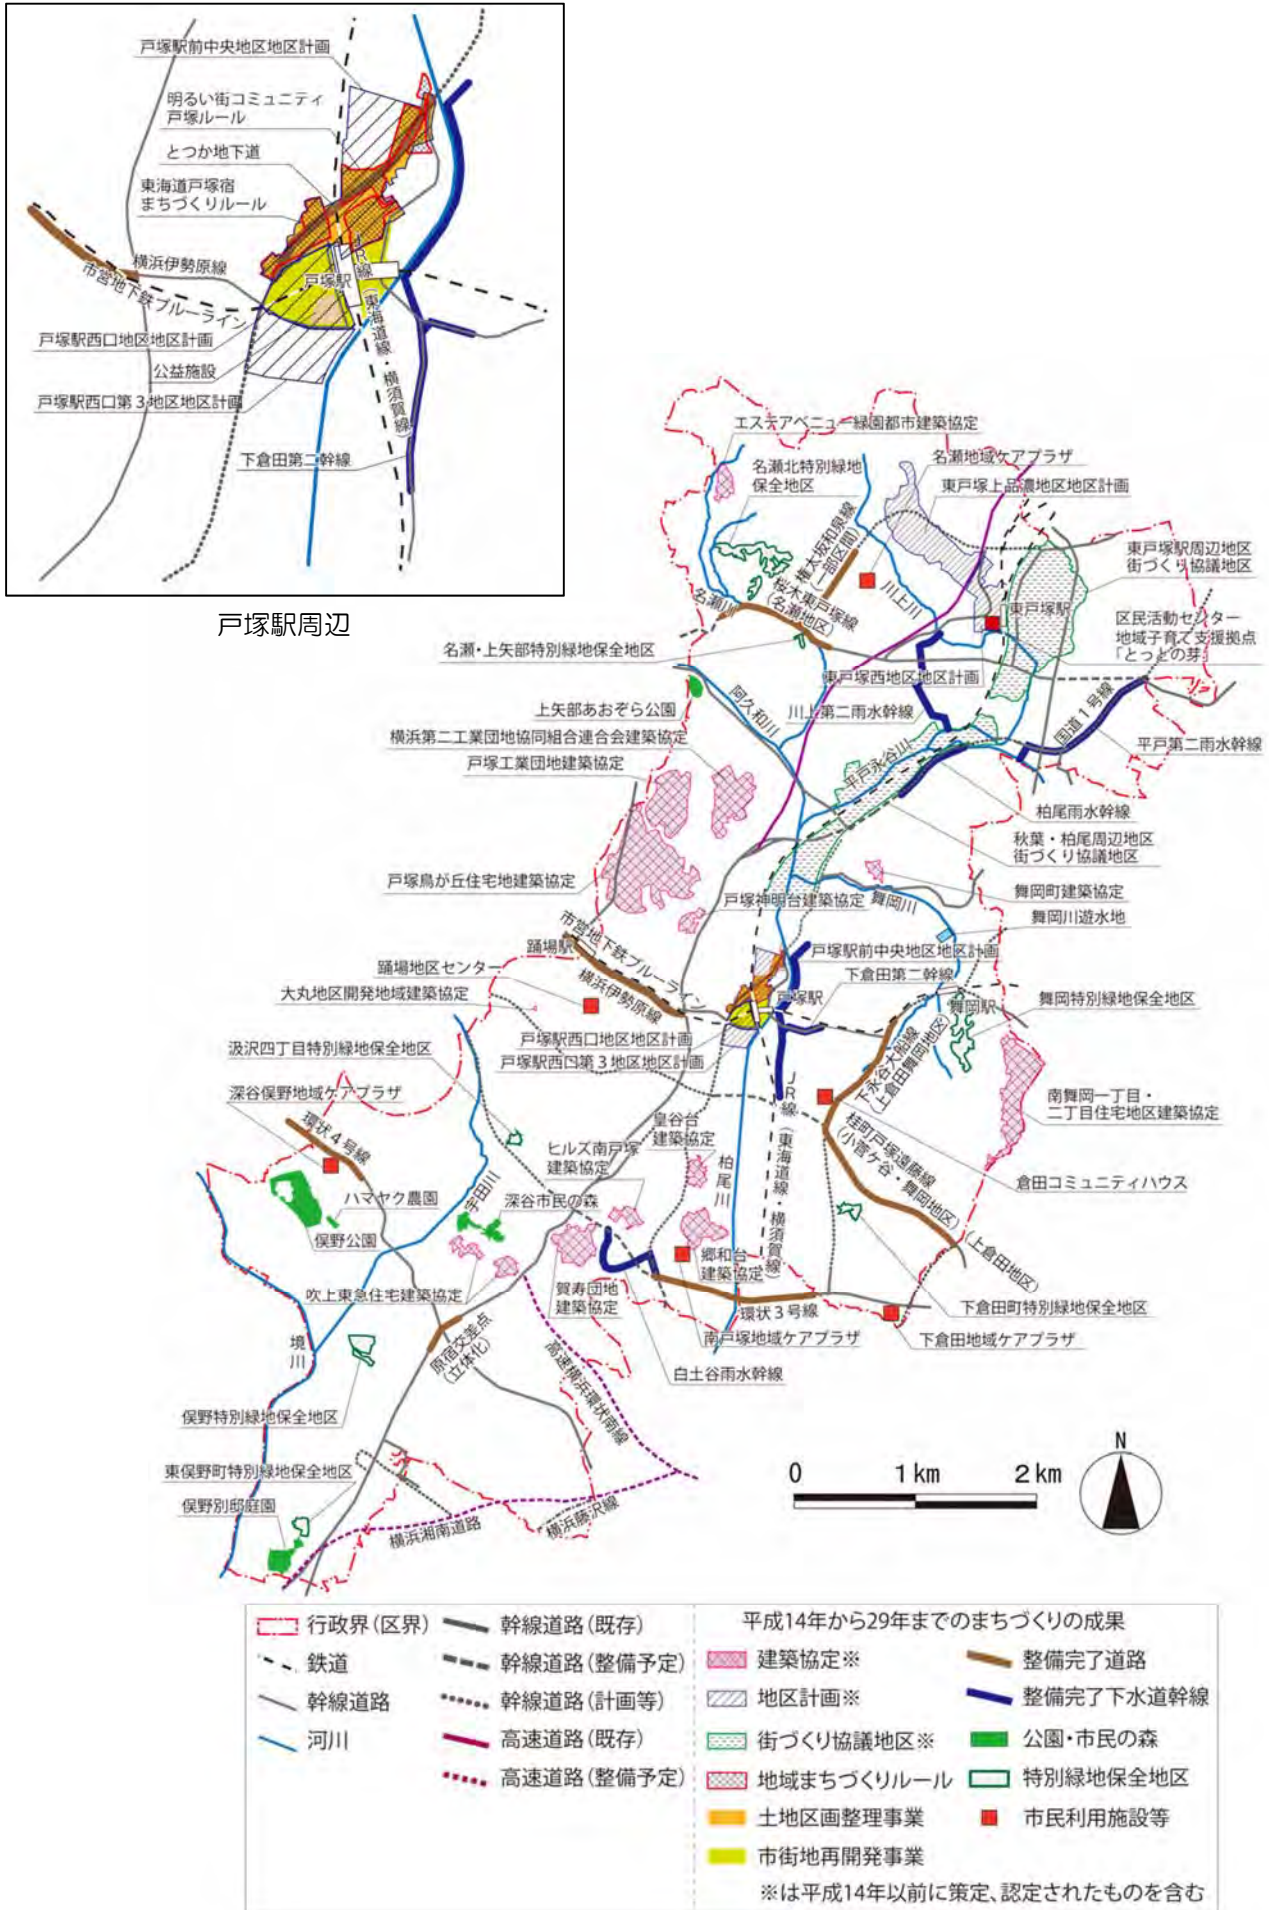 戸塚駅前中央地区地区計画
明るい街コミュニティ
戸塚ルール
とつか地下道
東海道戸塚宿
まちづくりルール
横浜伊勢原線
市営地下鉄ブルーライン
戸塚駅
JR線（東海道線・横須賀線）
戸塚駅西口地区地区計画
公益施設
戸塚駅西口第3地区地区計画
下倉田第二幹線
戸塚駅周辺
エステアベニュー緑園都市建築協定
名瀬北特別緑地
保全地区
名瀬地域ケアプラザ
東戸塚上品濃地区地区計画
権太坂和泉線
（一部区間）
桜木東戸塚線
（名瀬地区）
名瀬川
川上川
東戸塚駅周辺地区
街づくり協議地区
東戸塚駅
区民活動センター
地域子育て支援拠点
「とっとの芽」
名瀬・上矢部特別緑地保全地区
東戸塚西地区地区計画
上矢部あおぞら公園
阿久和川
川上第二雨水幹線
国道1号線
平戸第二雨水幹線
横浜第二工業団地協同組合連合会建築協定
戸塚工業団地建築協定
平戸永谷川
柏尾雨水幹線
秋葉・柏尾周辺地区
街づくり協議地区
戸塚鳥が丘住宅地建築協定
戸塚神明台建築協定
舞岡川
舞岡町建築協定
舞岡川遊水地
市営地下鉄ブルーライン
踊場駅
横浜伊勢原線
戸塚駅前中央地区地区計画
踊場地区センター
下倉田第二幹線
大丸地区開発地域建築協定
戸塚駅
舞岡駅
舞岡特別緑地保全地区
戸塚駅西口地区地区計画
戸塚駅西口第3地区地区計画
汲沢四丁目特別緑地保全地区
下永谷大船線
（上倉田舞岡地区）
深谷俣野地域ケアプラザ
環状4号線
JR線（東海道線・横須賀線）
南舞岡一丁目・
二丁目住宅地区建築協定
皇谷台
建築協定
桂町戸塚遠藤線
（小菅ケ谷・舞岡地区）
（上倉田地区）
ヒルズ南戸塚
建築協定
柏尾川
倉田コミュニティハウス
ハマヤク農園
宇田川
深谷市民の森
俣野公園
郷和台
建築協定
吹上東急住宅建築協定
賀寿団地
建築協定
環状3号線
下倉田町特別緑地保全地区
南戸塚地域ケアプラザ
下倉田地域ケアプラザ
境川
原宿交差点
（立体化）
高速横浜環状南線
白土谷雨水幹線
俣野特別緑地保全地区
東俣野町特別緑地保全地区
俣野別邸庭園
横浜湘南道路
横浜藤沢線
0 1km 2km
N
行政界（区界）
鉄道
幹線道路
河川
幹線道路（既存）
幹線道路（整備予定）
幹線道路（計画等）
高速道路（既存）
高速道路（整備予定）
平成14年から29年までのまちづくりの成果
建築協定※
地区計画※
街づくり協議地区※
地域まちづくりルール
土地区画整理事業
市街地再開発事業
整備完了道路
整備完了下水道幹線
公園・市民の森
特別緑地保全地区
市民利用施設等
※は平成14年以前に策定、認定されたものを含む